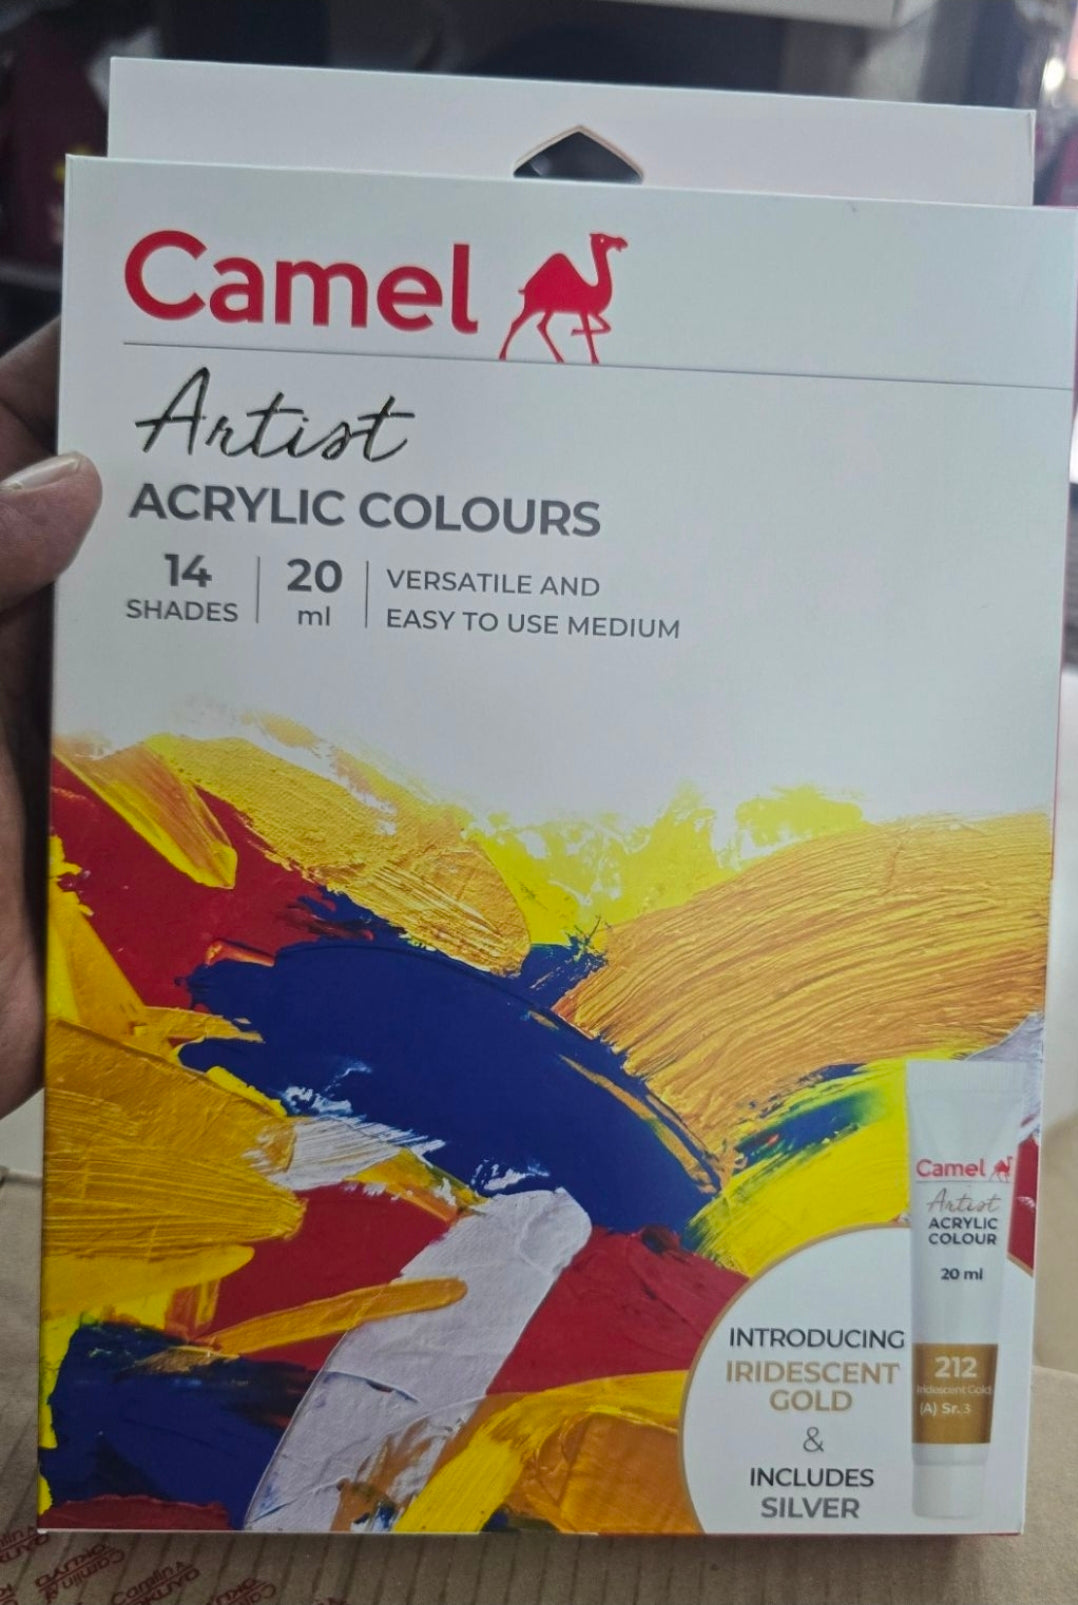 Camel
Artist
ACRYLIC COLOURS
14
SHADES
20
ml
VERSATILE AND
EASY TO USE MEDIUM
Camel
Artist
ACRYLIC
COLOUR
20 ml
212
Iridescent Gold
(A) Sr.3
INTRODUCING
IRIDESCENT
GOLD
&
INCLUDES
SILVER
Camlin